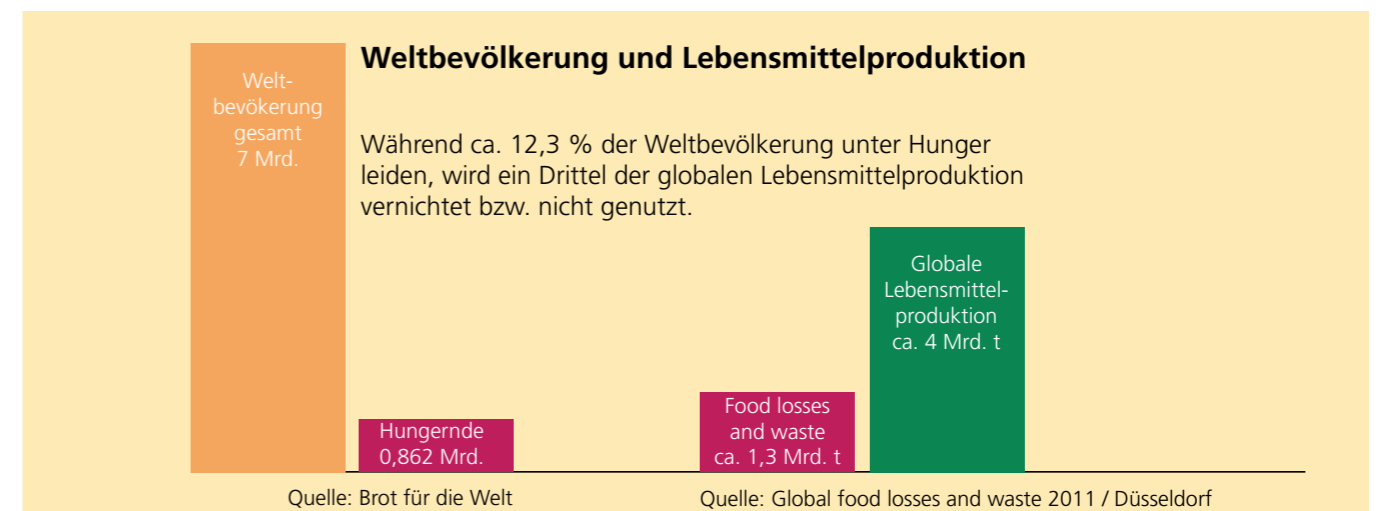 Weltbevölkerung und Lebensmittelproduktion
Welt-
bevökerung
gesamt
7 Mrd.
Während ca. 12,3 % der Weltbevölkerung unter Hunger
leiden, wird ein Drittel der globalen Lebensmittelproduktion
vernichtet bzw. nicht genutzt.
Hungernde
0,862 Mrd.
Food losses
and waste
ca. 1,3 Mrd. t
Globale
Lebensmittel-
produktion
ca. 4 Mrd. t
Quelle: Brot für die Welt
Quelle: Global food losses and waste 2011 / Düsseldorf